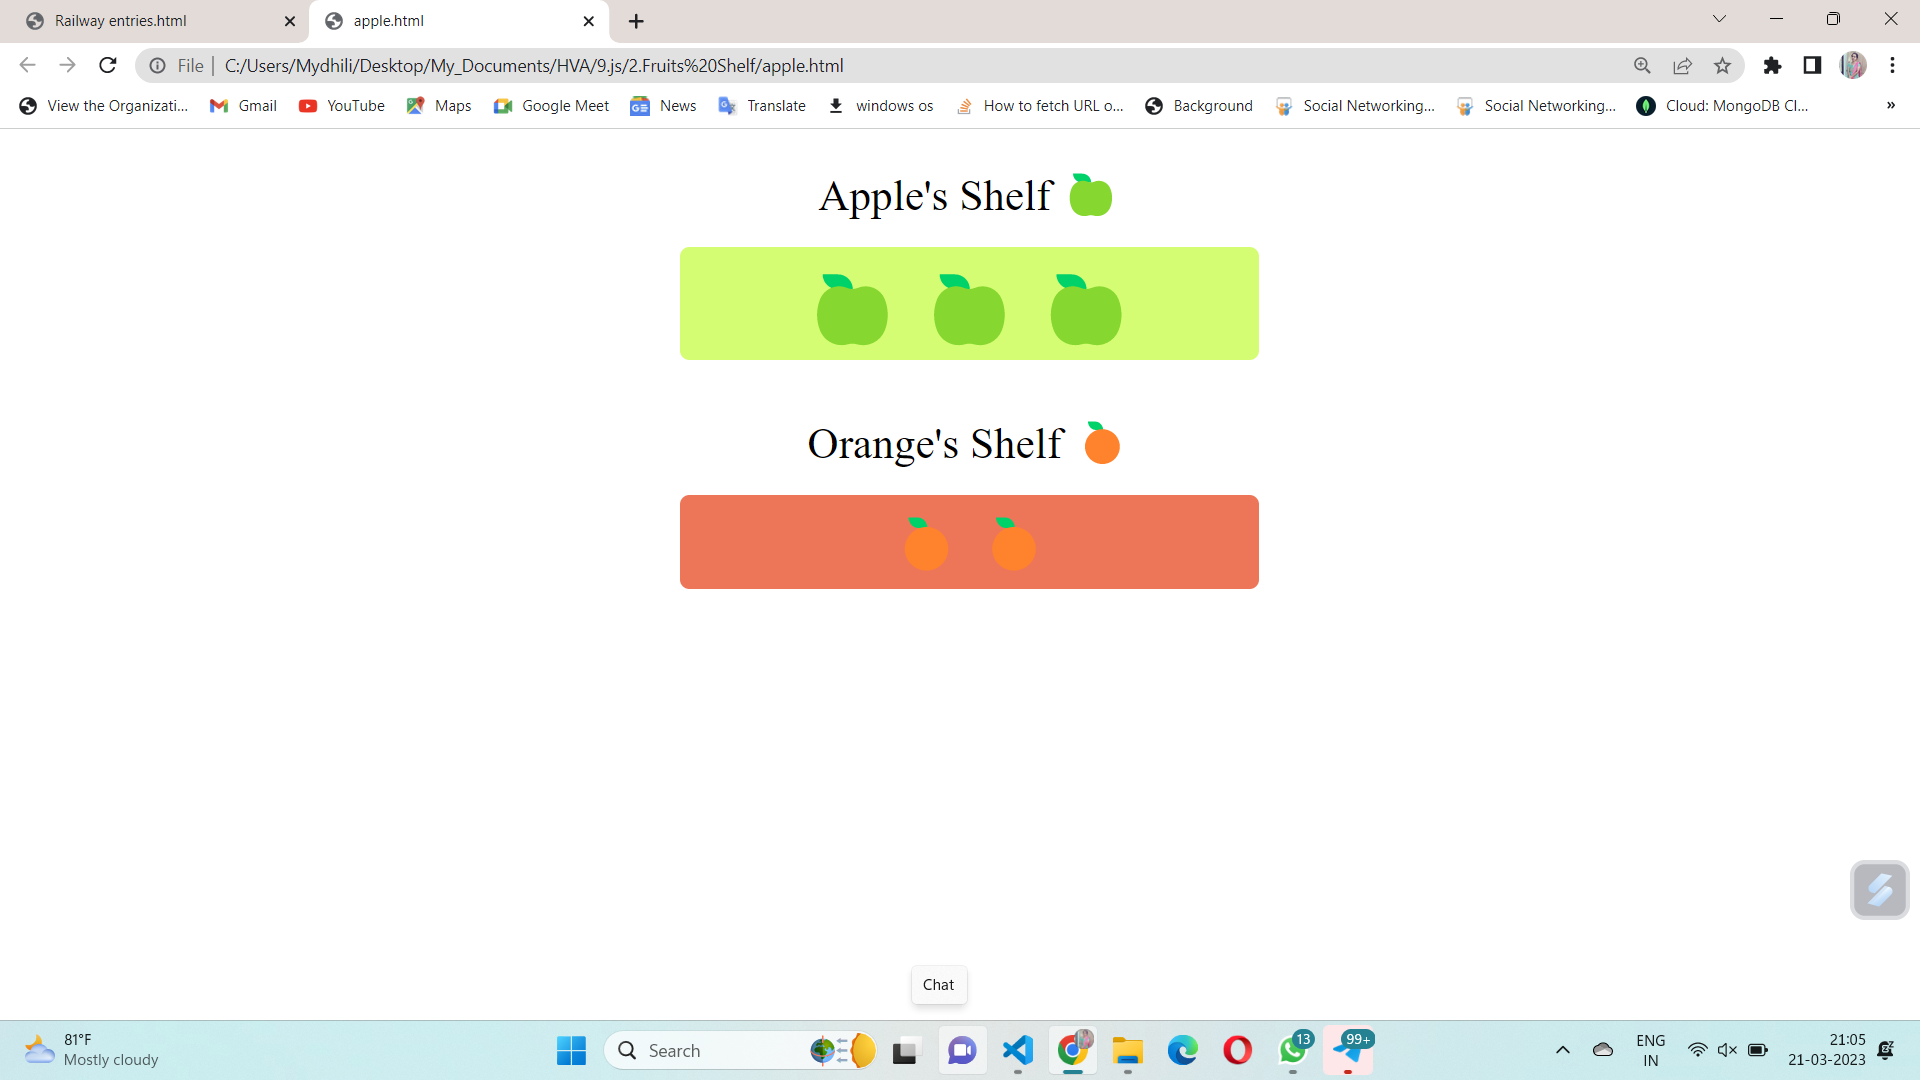 Railway entries.html
apple.html
File
C:/Users/Mydhili/Desktop/My_Documents/HVA/9.js/2.Fruits%20Shelf/apple.html
View the Organizati...
Gmail
YouTube
Maps
Google Meet
News
Translate
windows os
How to fetch URL o...
Background
Social Networking...
Social Networking...
Cloud: MongoDB Cl...
»
Apple's Shelf
Orange's Shelf
Chat
81°F
Mostly cloudy
Search
13
99+
ENG
IN
21:05
21-03-2023